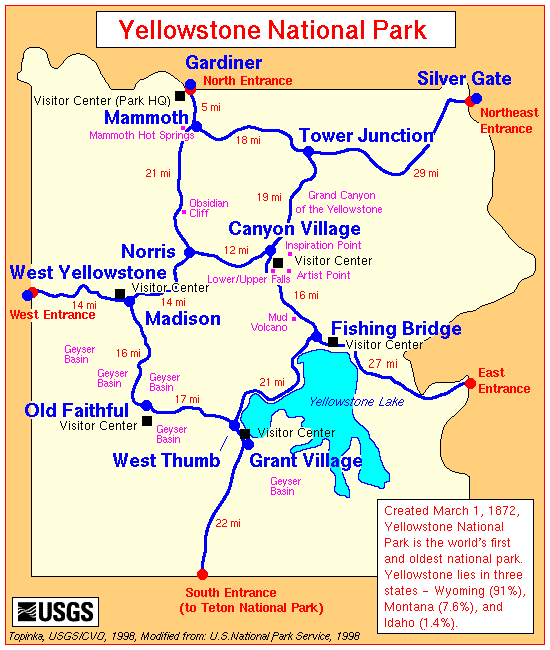 Yellowstone National Park
Gardiner
North Entrance
Silver Gate
Visitor Center (Park HQ)
5 mi
Northeast
Entrance
Mammoth
Mammoth Hot Springs
18 mi
Tower Junction
21 mi
29 mi
19 mi
Grand Canyon
of the Yellowstone
Obsidian
Cliff
Canyon Village
Inspiration Point
Norris
12 mi
Visitor Center
West Yellowstone
Lower/Upper Falls
Artist Point
Visitor Center
14 mi
14 mi
16 mi
West Entrance
Madison
Mud
Volcano
Fishing Bridge
Visitor Center
16 mi
Geyser
Basin
27 mi
East
Entrance
Geyser
Basin
Geyser
Basin
21 mi
17 mi
Yellowstone Lake
Old Faithful
Visitor Center
Geyser
Basin
Visitor Center
West Thumb
Grant Village
Geyser
Basin
22 mi
Created March 1, 1872,
Yellowstone National
Park is the world's first
and oldest national park.
Yellowstone lies in three
states - Wyoming (91%),
Montana (7.6%), and
Idaho (1.4%).
South Entrance
(to Teton National Park)
USGS
Topinka, USGS/CVO, 1998, Modified from: U.S.National Park Service, 1998